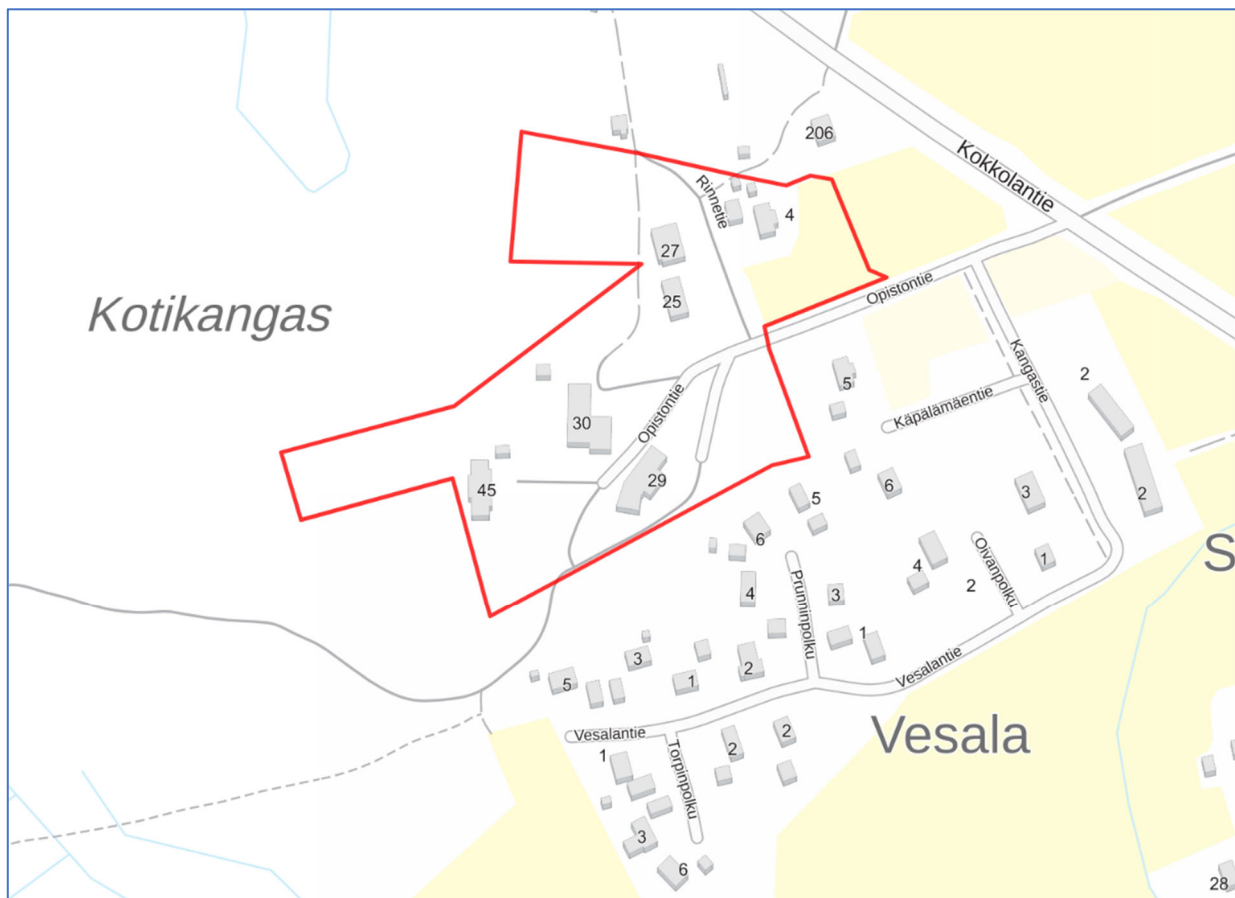 206
Kokkolantie
Rinnetie
4
27
25
Opistontie
Kotikangas
Kangastie
2
5
Käpälämäentie
30
Opistontie
45
29
6
3
2
5
6
4
Oivanpolku
1
2
S
4
Prunninpolku
3
1
3
2
5
1
Vesalantie
Vesalantie
Vesala
2
2
1
Torpinpolku
3
6
28